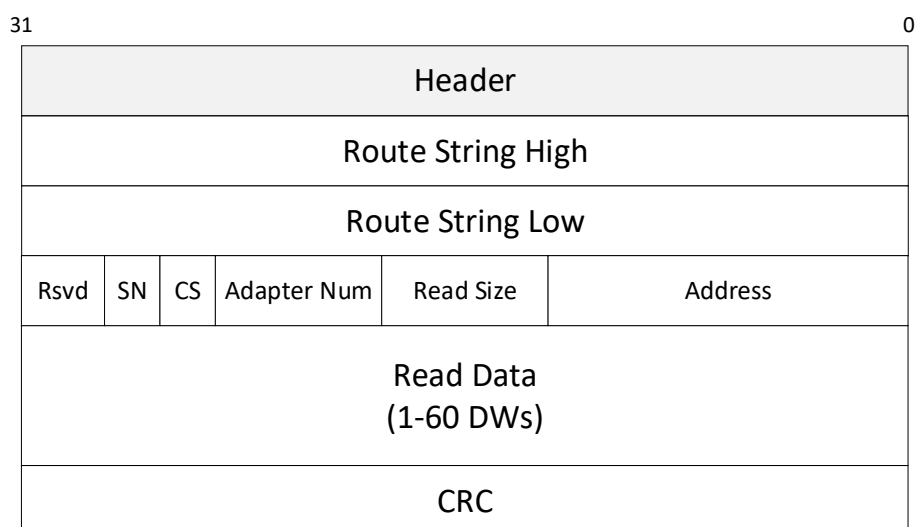 31 0
Header
Route String High
Route String Low
Rsvd SN CS Adapter Num Read Size Address
Read Data
(1-60 DWs)
CRC